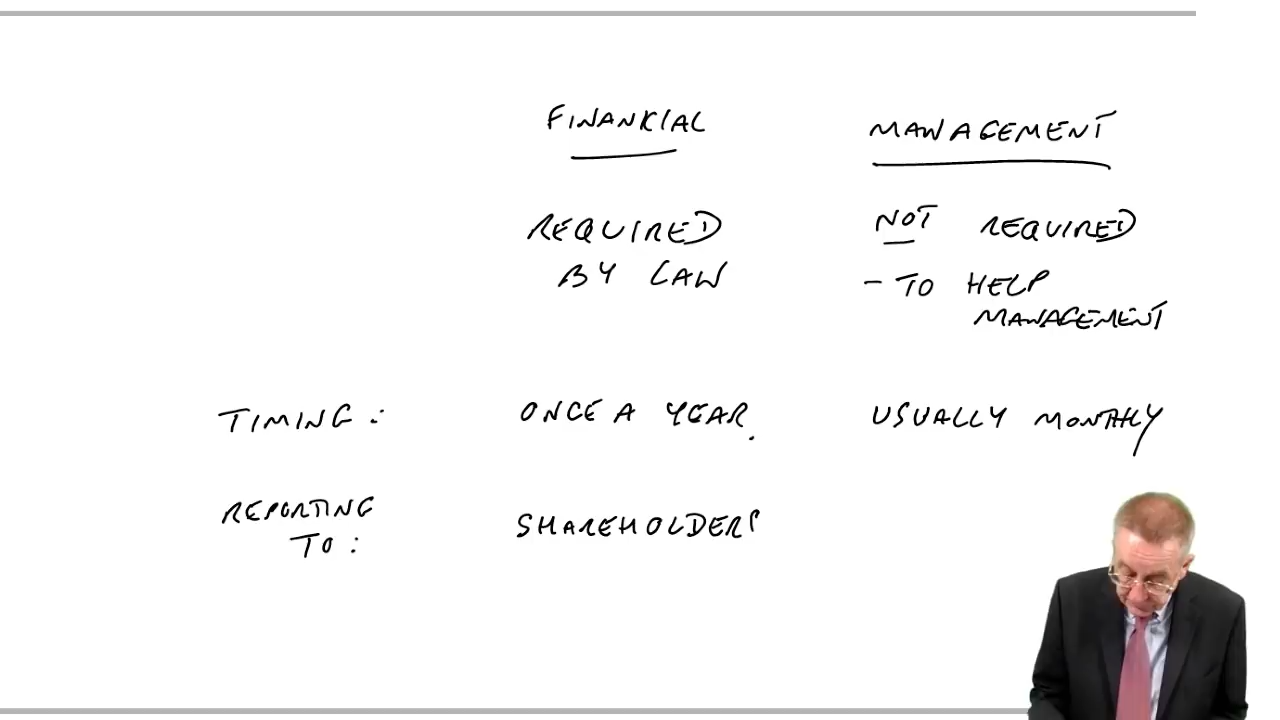 FINANCIAL MANAGEMENT
REQUIRED NOT REQUIRED
BY LAW - TO HELP
MANAGEMENT
TIMING: ONCE A YEAR. USUALLY MONTHLY
REPORTING
TO: SHAREHOLDERS